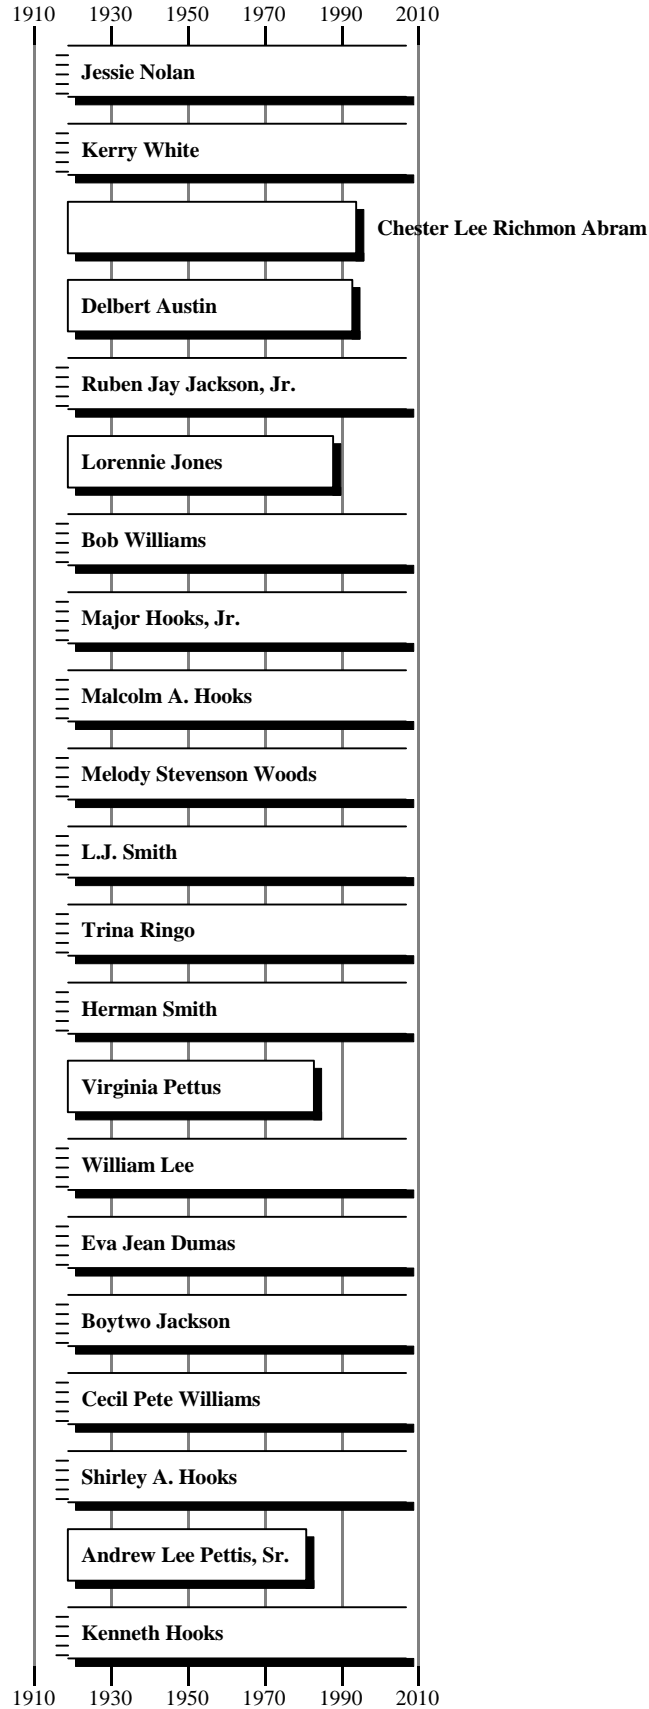 1910 1930 1950 1970 1990 2010
Jessie Nolan
Kerry White
Chester Lee Richmon Abram
Delbert Austin
Ruben Jay Jackson, Jr.
Lorennie Jones
Bob Williams
Major Hooks, Jr.
Malcolm A. Hooks
Melody Stevenson Woods
L.J. Smith
Trina Ringo
Herman Smith
Virginia Pettus
William Lee
Eva Jean Dumas
Boytwo Jackson
Cecil Pete Williams
Shirley A. Hooks
Andrew Lee Pettis, Sr.
Kenneth Hooks
1910 1930 1950 1970 1990 2010